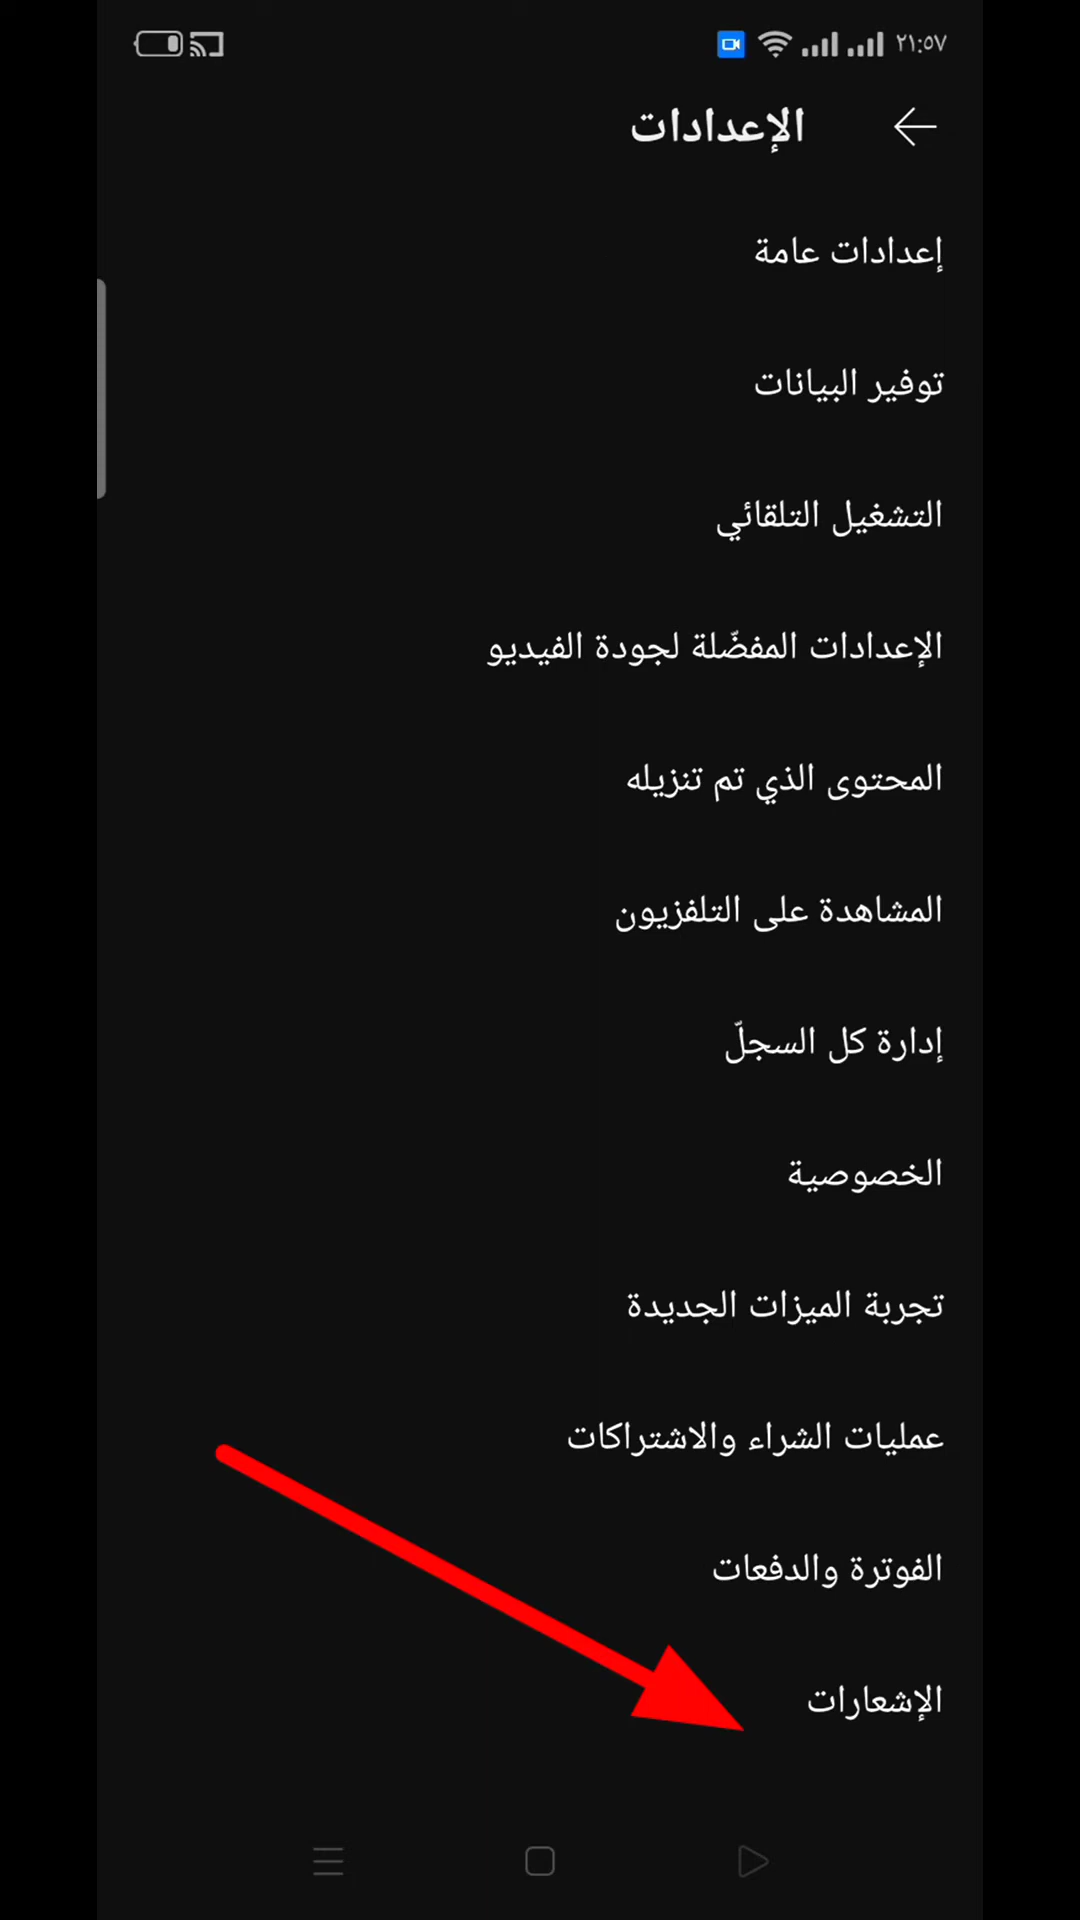 ٢١:٥٧
الإعدادات
إعدادات عامة
توفير البيانات
التشغيل التلقائي
الإعدادات المفضّلة لجودة الفيديو
المحتوى الذي تم تنزيله
المشاهدة على التلفزيون
إدارة كل السجلّ
الخصوصية
تجربة الميزات الجديدة
عمليات الشراء والاشتراكات
الفوترة والدفعات
الإشعارات